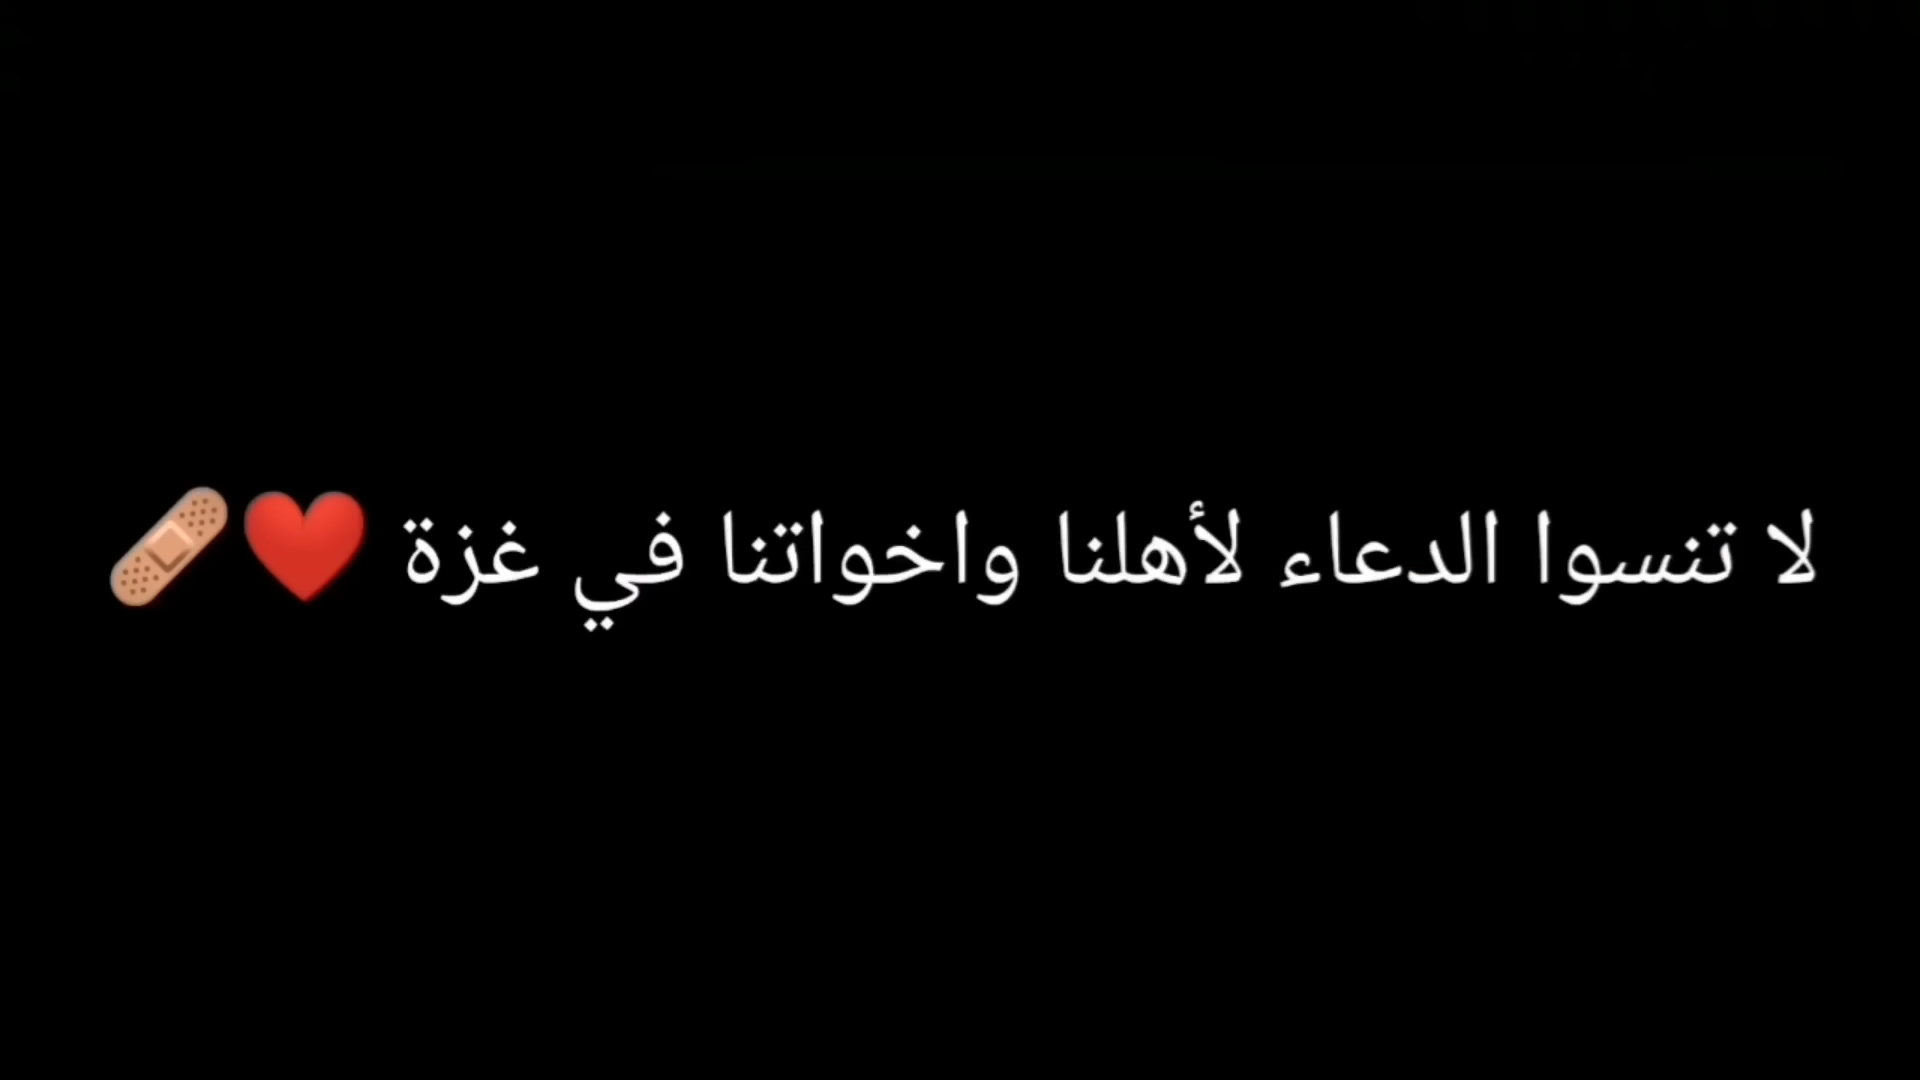 لا تنسوا الدعاء لأهلنا واخواتنا في غزة ❤️🩹